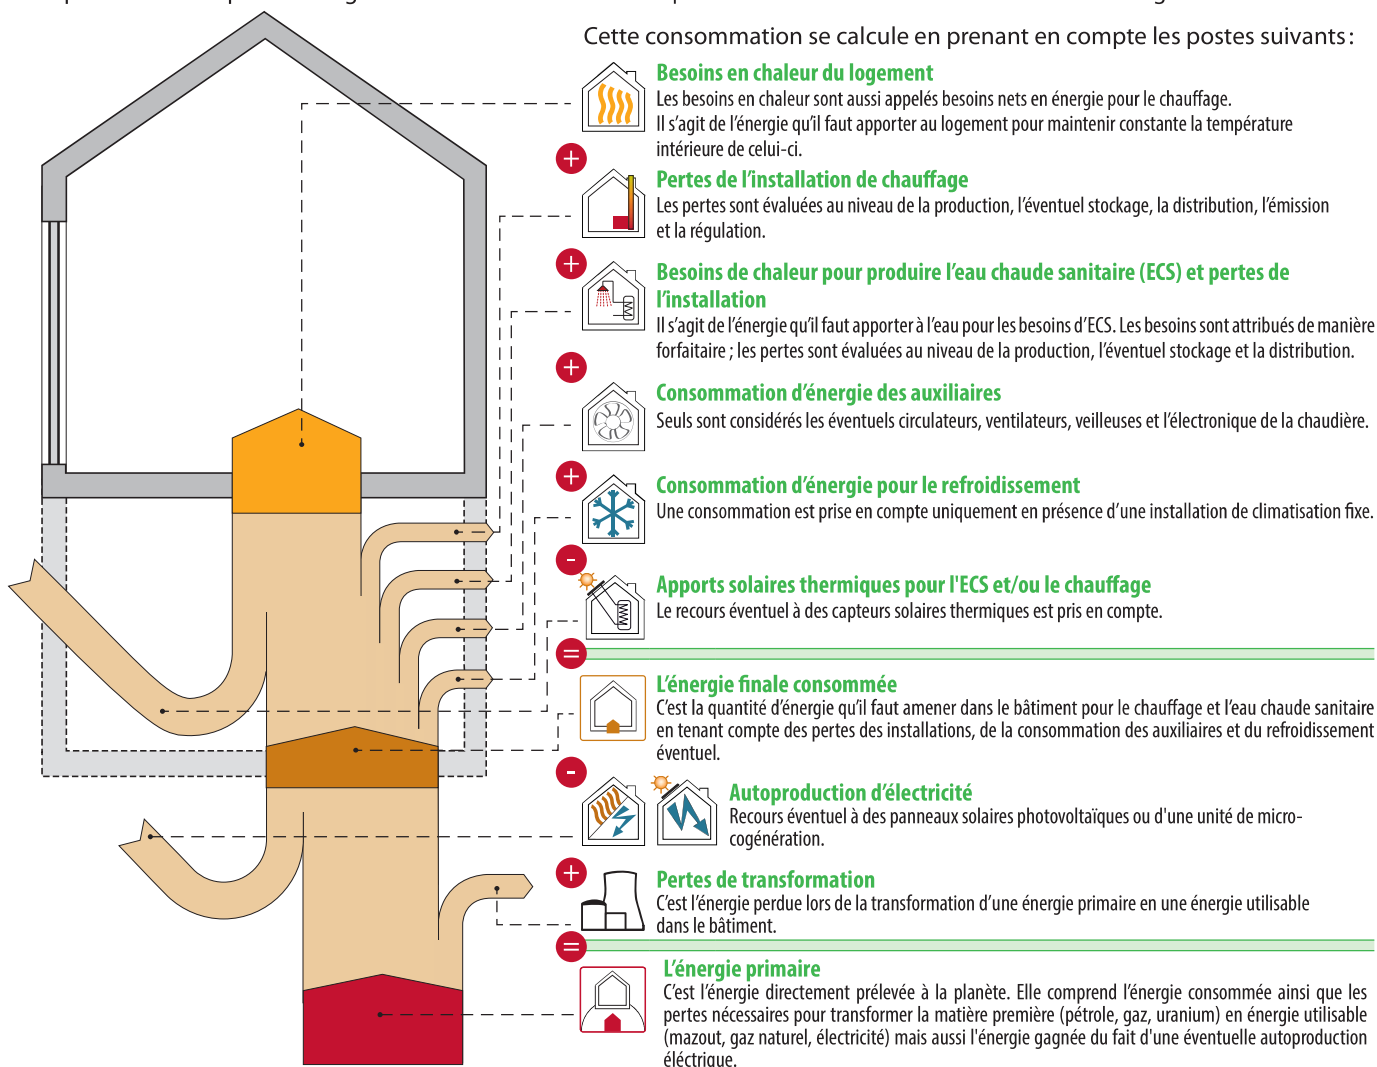 Cette consommation se calcule en prenant en compte les postes suivants :
Besoins en chaleur du logement
Les besoins en chaleur sont aussi appelés besoins nets en énergie pour le chauffage.
Il s'agit de l'énergie qu'il faut apporter au logement pour maintenir constante la température
intérieure de celui-ci.
+
Pertes de l'installation de chauffage
Les pertes sont évaluées au niveau de la production, l'éventuel stockage, la distribution, l'émission
et la régulation.
+
Besoins de chaleur pour produire l'eau chaude sanitaire (ECS) et pertes de
l'installation
Il s'agit de l'énergie qu'il faut apporter à l'eau pour les besoins d'ECS. Les besoins sont attribués de manière
forfaitaire ; les pertes sont évaluées au niveau de la production, l'éventuel stockage et la distribution.
+
Consommation d'énergie des auxiliaires
Seuls sont considérés les éventuels circulateurs, ventilateurs, veilleuses et l'électronique de la chaudière.
+
Consommation d'énergie pour le refroidissement
Une consommation est prise en compte uniquement en présence d'une installation de climatisation fixe.
-
Apports solaires thermiques pour l'ECS et/ou le chauffage
Le recours éventuel à des capteurs solaires thermiques est pris en compte.
=
L'énergie finale consommée
C'est la quantité d'énergie qu'il faut amener dans le bâtiment pour le chauffage et l'eau chaude sanitaire
en tenant compte des pertes des installations, de la consommation des auxiliaires et du refroidissement
éventuel.
-
Autoproduction d'électricité
Recours éventuel à des panneaux solaires photovoltaïques ou d'une unité de micro-
cogénération.
+
Pertes de transformation
C'est l'énergie perdue lors de la transformation d'une énergie primaire en une énergie utilisable
dans le bâtiment.
=
L'énergie primaire
C'est l'énergie directement prélevée à la planète. Elle comprend l'énergie consommée ainsi que les
pertes nécessaires pour transformer la matière première (pétrole, gaz, uranium) en énergie utilisable
(mazout, gaz naturel, électricité) mais aussi l'énergie gagnée du fait d'une éventuelle autoproduction
éléctrique.